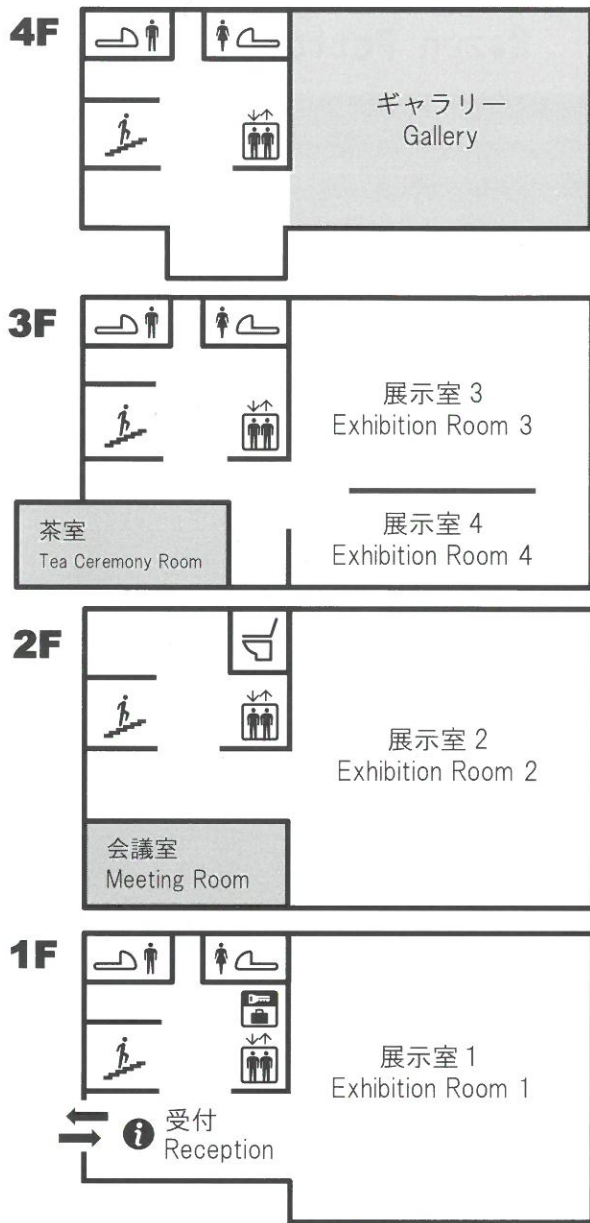 4F
ギャラリー
Gallery
3F
展示室 3
Exhibition Room 3
展示室 4
Exhibition Room 4
茶室
Tea Ceremony Room
2F
展示室 2
Exhibition Room 2
会議室
Meeting Room
1F
展示室 1
Exhibition Room 1
i 受付
Reception